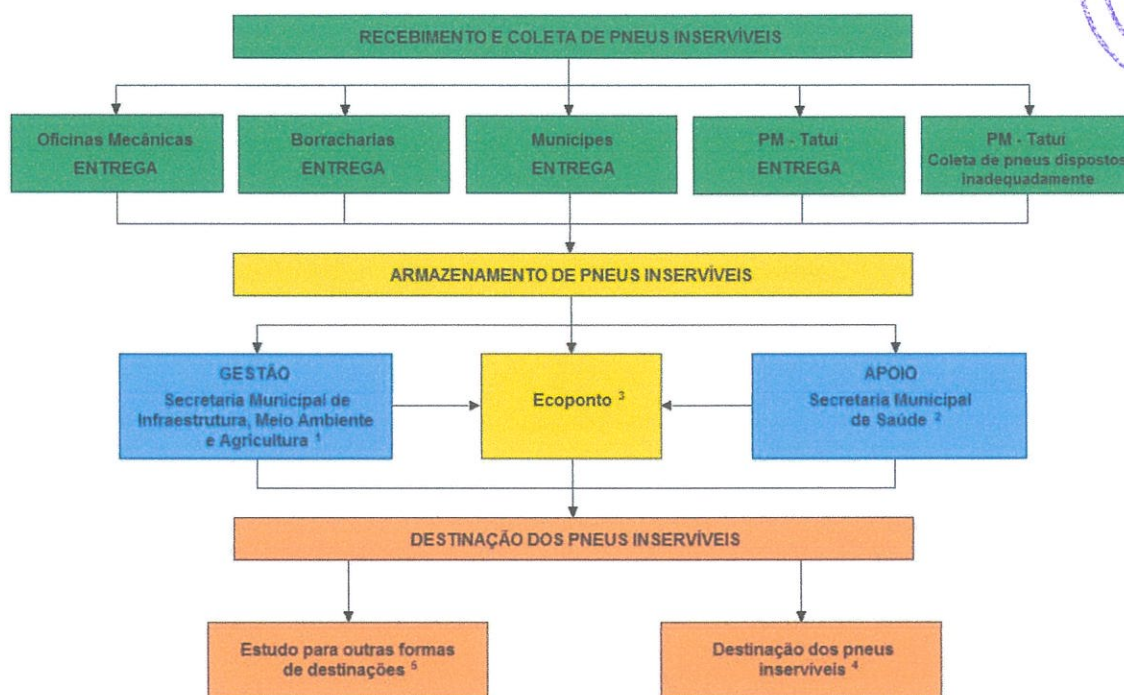 RECEBIMENTO E COLETA DE PNEUS INSERVÍVEIS
Oficinas Mecânicas
ENTREGA
Borracharias
ENTREGA
Municipes
ENTREGA
PM - Tatuí
ENTREGA
PM - Tatuí
Coleta de pneus dispostos
inadequadamente
ARMAZENAMENTO DE PNEUS INSERVÍVEIS
GESTÃO
Secretaria Municipal de
Infraestrutura, Meio Ambiente
e Agricultura ¹
Ecoponto ³
APOIO
Secretaria Municipal
de Saúde ²
DESTINAÇÃO DOS PNEUS INSERVÍVEIS
Estudo para outras formas
de destinações ⁵
Destinação dos pneus
inservíveis ⁴